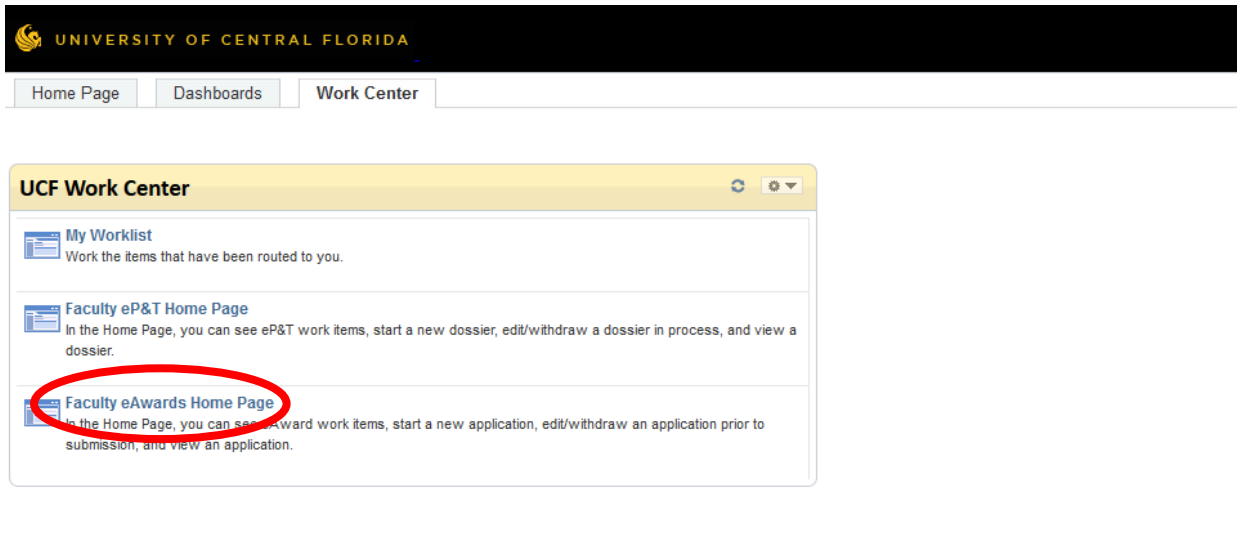 UNIVERSITY OF CENTRAL FLORIDA
Home Page Dashboards Work Center
UCF Work Center
My Worklist
Work the items that have been routed to you.
Faculty eP&T Home Page
In the Home Page, you can see eP&T work items, start a new dossier, edit/withdraw a dossier in process, and view a
dossier.
Faculty eAwards Home Page
In the Home Page, you can see eAward work items, start a new application, edit/withdraw an application prior to
submission, and view an application.